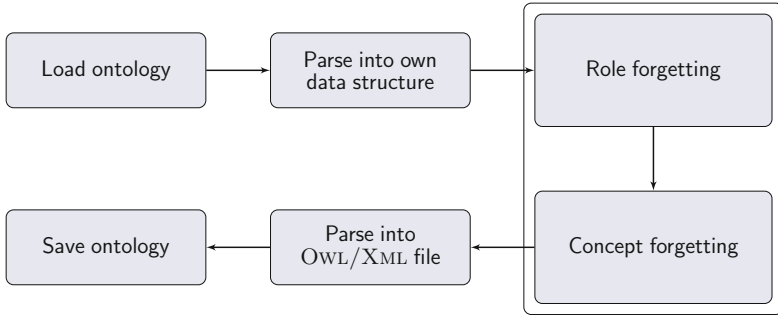 Load ontology
Parse into own
data structure
Role forgetting
Save ontology
Parse into
OWL/XML file
Concept forgetting